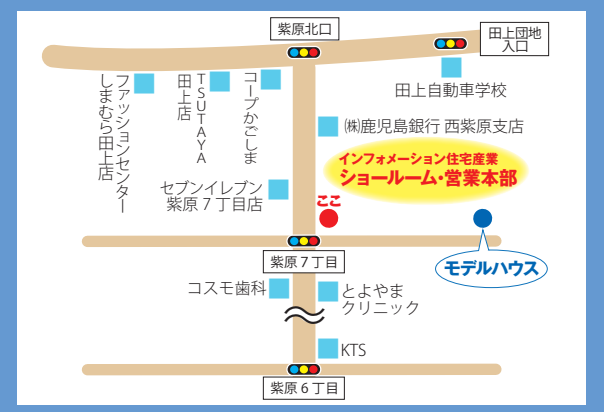 紫原北口
田上団地
入口
田上自動車学校
ファッションセンター
しまむら田上店
TSUTAYA
田上店
コープかごしま
㈱鹿児島銀行 西紫原支店
インフォメーション住宅産業
ショールーム・営業本部
セブンイレブン
紫原7丁目店
ここ
紫原7丁目
モデルハウス
コスモ歯科
とよやま
クリニック
KTS
紫原6丁目